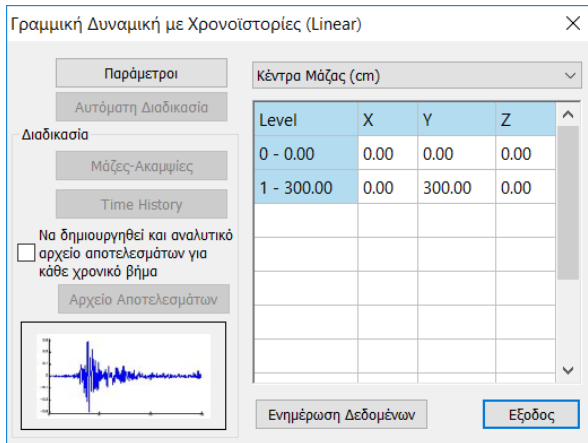 Γραμμική Δυναμική με Χρονοϊστορίες (Linear)
Παράμετροι
Αυτόματη Διαδικασία
Διαδικασία
Μάζες-Ακαμψίες
Time History
Να δημιουργηθεί και αναλυτικό
αρχείο αποτελεσμάτων για
κάθε χρονικό βήμα
Αρχείο Αποτελεσμάτων
Κέντρα Μάζας (cm)
Level X Y Z
0 - 0.00 0.00 0.00 0.00
1 - 300.00 0.00 300.00 0.00
Ενημέρωση Δεδομένων
Εξοδος